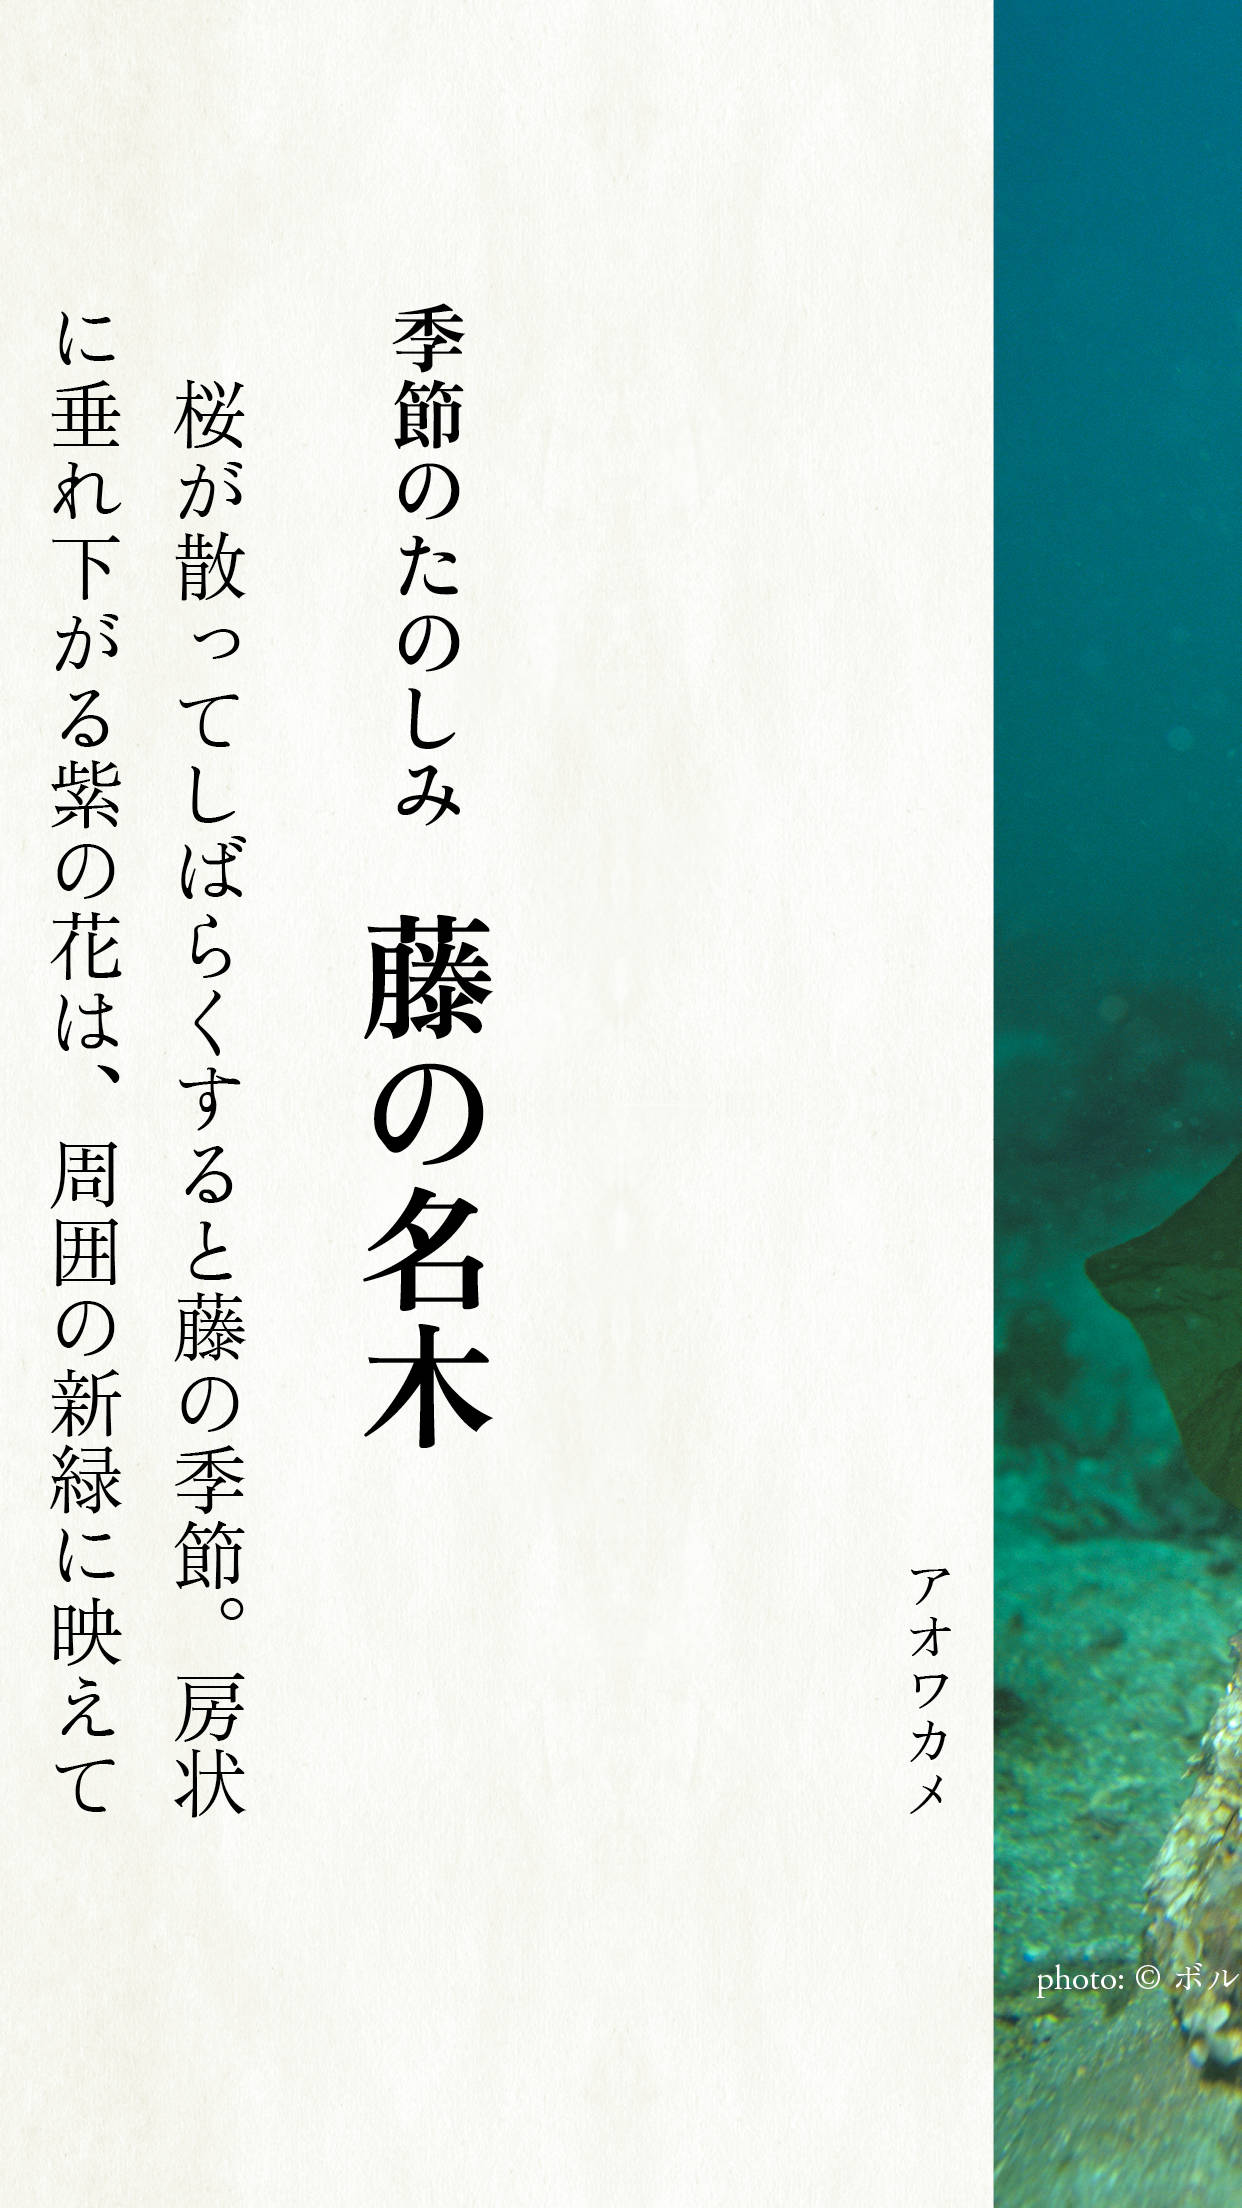 photo: © ボル
アオワカメ
季節のたのしみ 藤の名木
桜が散ってしばらくすると藤の季節。房状
に垂れ下がる紫の花は、周囲の新緑に映えて